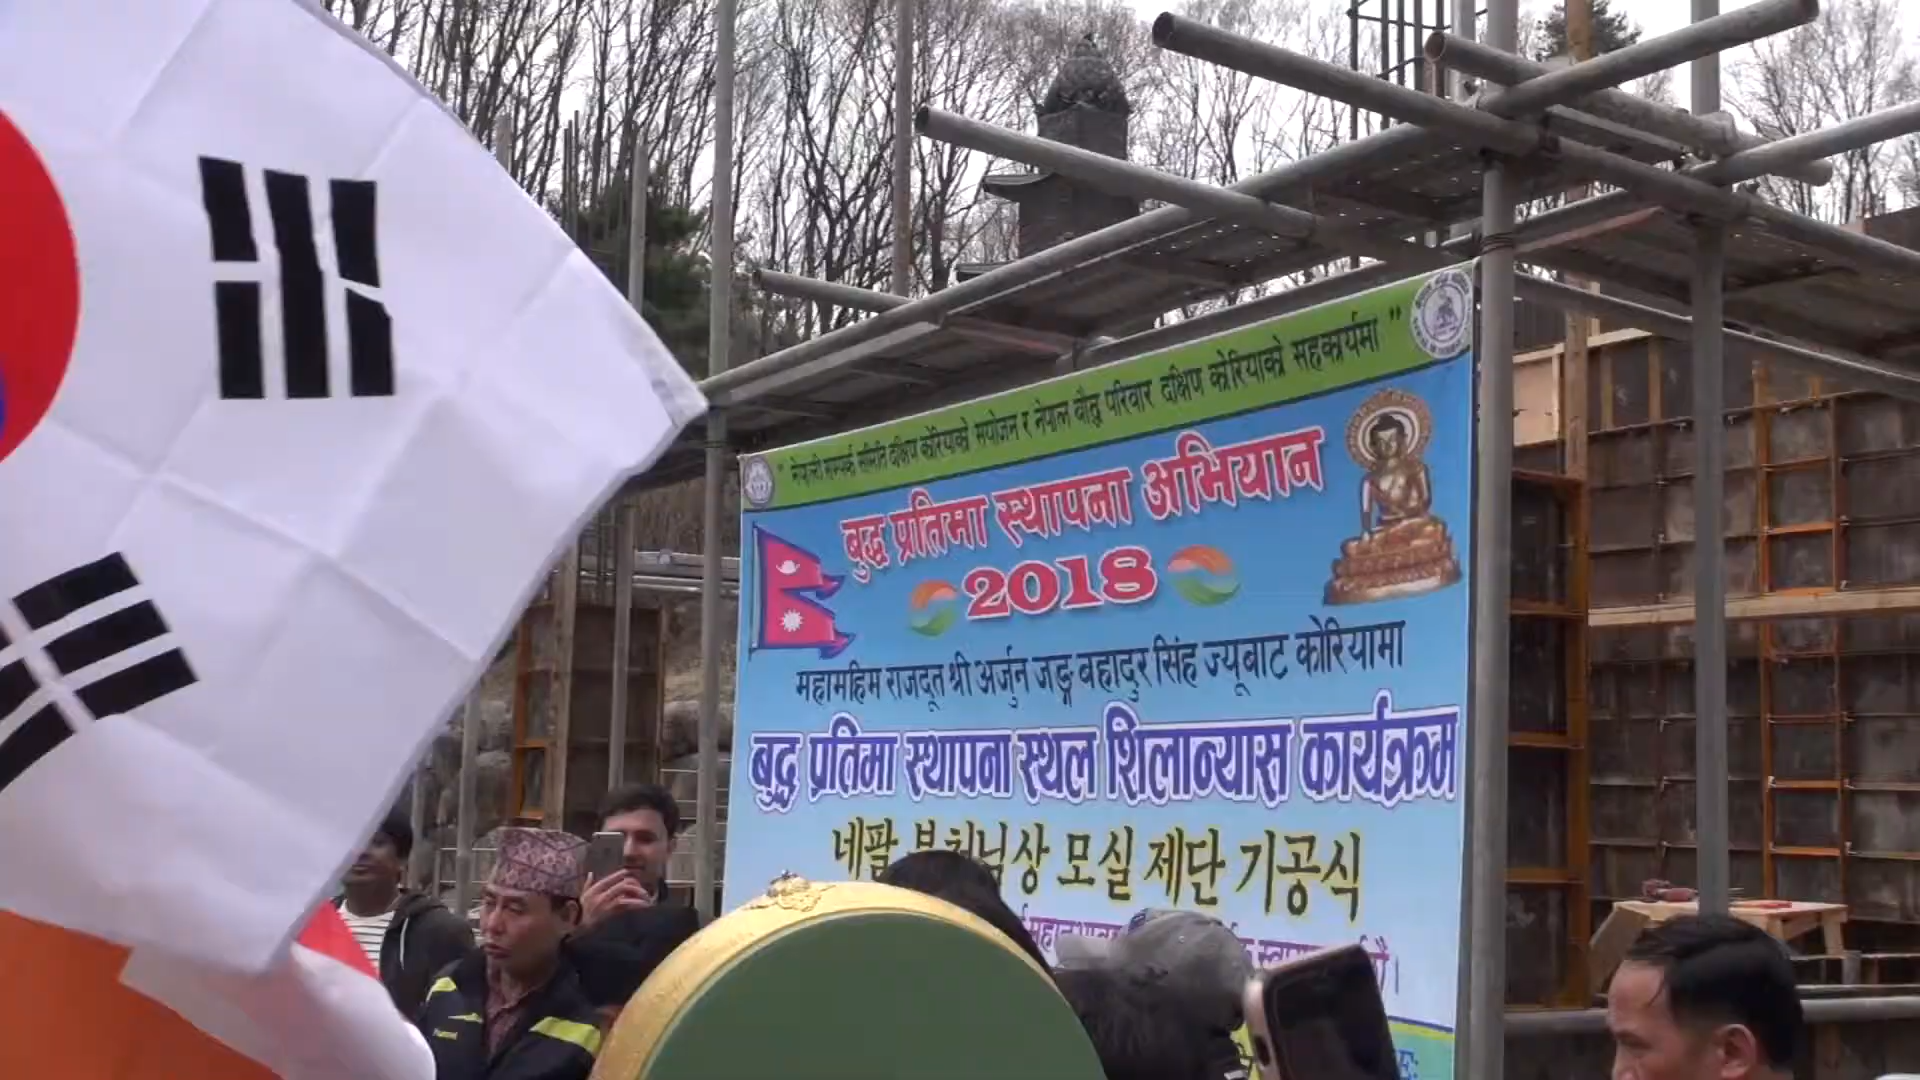 " नेपाली सम्पर्क समिति दक्षिण कोरियाको संयोजन र नेपाल बौद्ध परिवार दक्षिण कोरियाको सहकार्यमा "
बुद्ध प्रतिमा स्थापना अभियान
2018
महामहिम राजदूत श्री अर्जुन जङ्ग बहादुर सिंह ज्यूबाट कोरियामा
बुद्ध प्रतिमा स्थापना स्थल शिलान्यास कार्यक्रम
네팔 부처님상 모실 제단 기공식